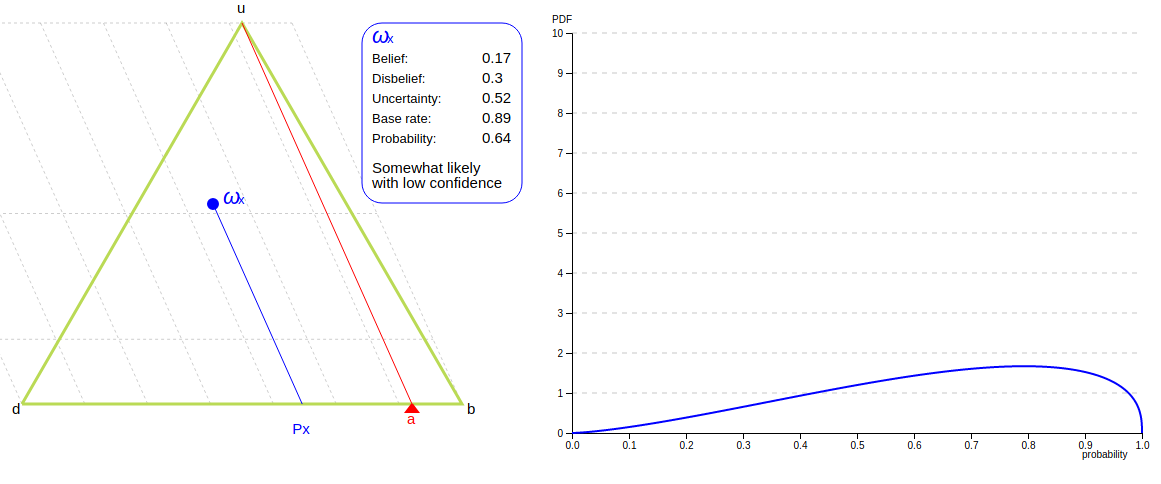 u
ωx
Belief: 0.17
Disbelief: 0.3
Uncertainty: 0.52
Base rate: 0.89
Probability: 0.64
Somewhat likely
with low confidence
ωx
d
b
a
Px
PDF
10
9
8
7
6
5
4
3
2
1
0
0.0 0.1 0.2 0.3 0.4 0.5 0.6 0.7 0.8 0.9 1.0
probability